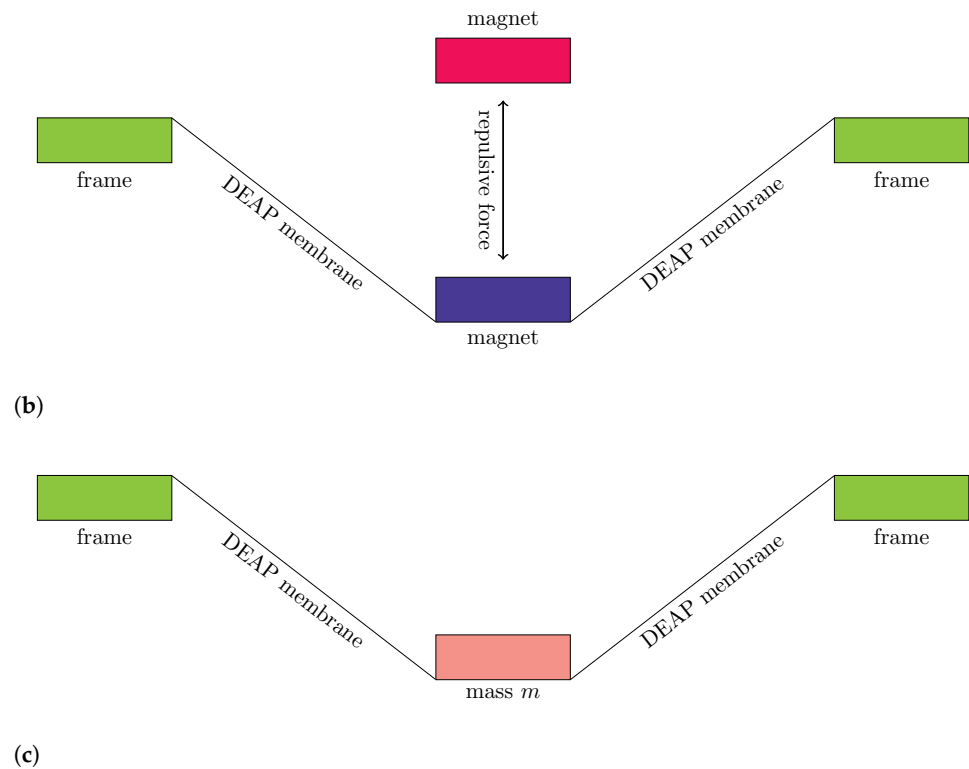 magnet
repulsive force
frame
DEAP membrane
DEAP membrane
frame
magnet
(b)
frame
DEAP membrane
DEAP membrane
frame
mass m
(c)